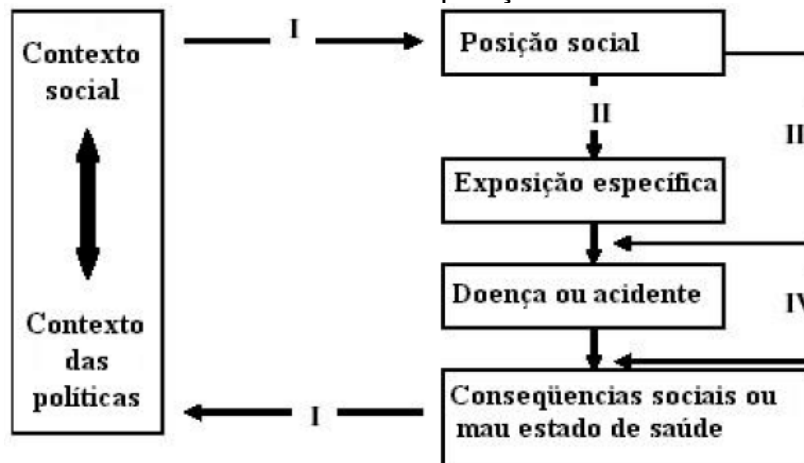 Contexto
social
Contexto
das
políticas
I
Posição social
II
II
Exposição específica
Doença ou acidente
IV
Conseqüencias sociais ou
mau estado de saúde
I